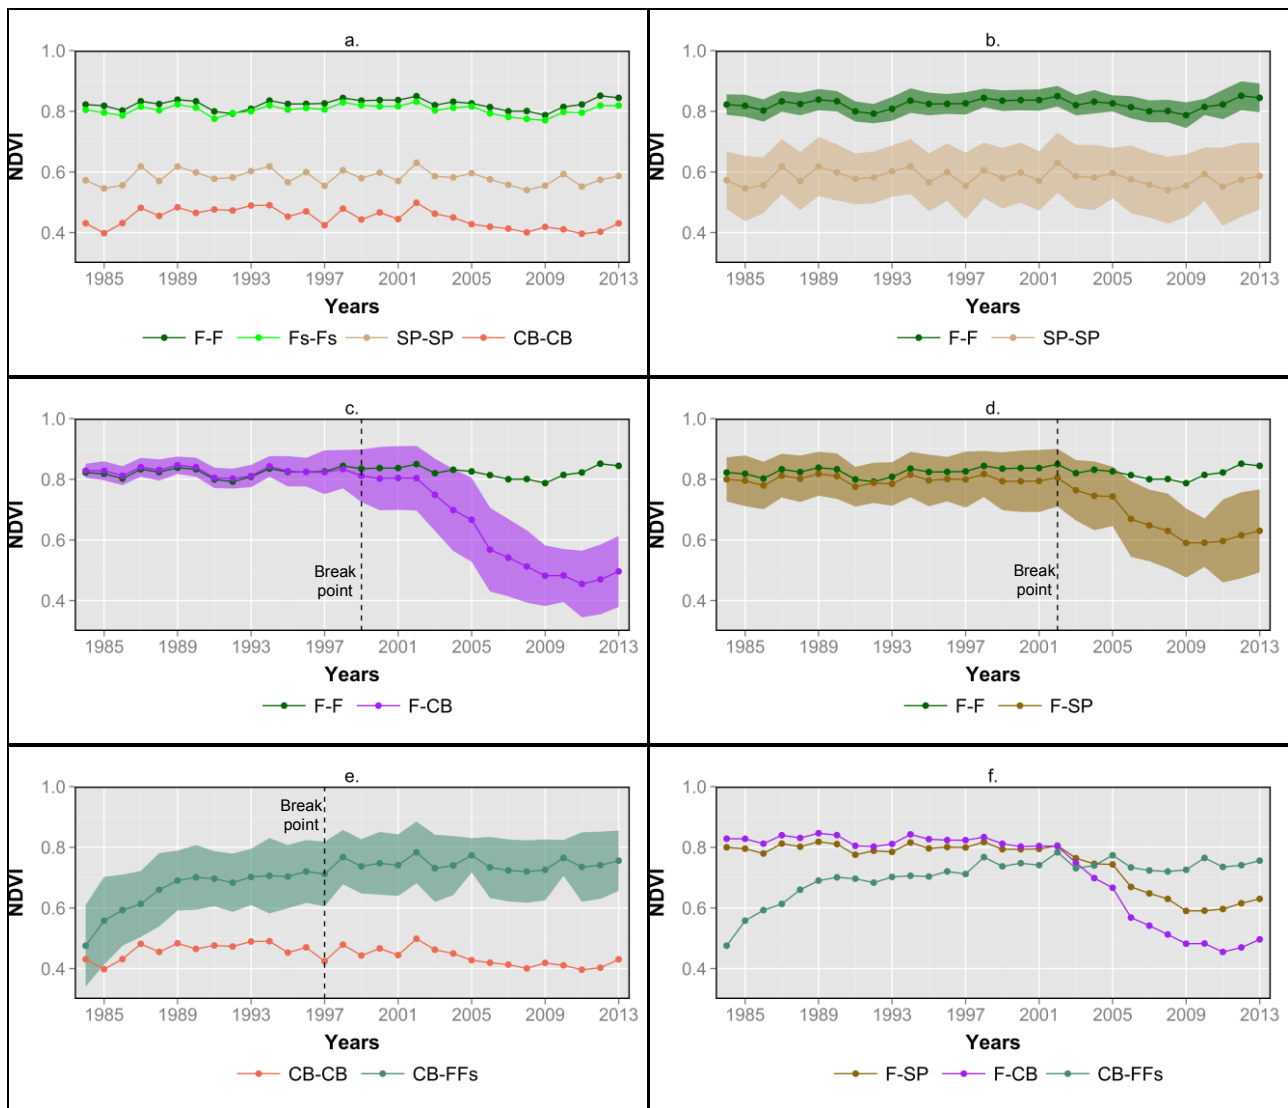 a.
1.0
0.8
0.6
0.4
NDVI
1985 1989 1993 1997 2001 2005 2009 2013
Years
F-F Fs-Fs SP-SP CB-CB
b.
1.0
0.8
0.6
0.4
NDVI
1985 1989 1993 1997 2001 2005 2009 2013
Years
F-F SP-SP
c.
1.0
0.8
0.6
0.4
NDVI
Break
point
1985 1989 1993 1997 2001 2005 2009 2013
Years
F-F F-CB
d.
1.0
0.8
0.6
0.4
NDVI
Break
point
1985 1989 1993 1997 2001 2005 2009 2013
Years
F-F F-SP
e.
1.0
0.8
0.6
0.4
NDVI
Break
point
1985 1989 1993 1997 2001 2005 2009 2013
Years
CB-CB CB-FFs
f.
1.0
0.8
0.6
0.4
NDVI
1985 1989 1993 1997 2001 2005 2009 2013
Years
F-SP F-CB CB-FFs